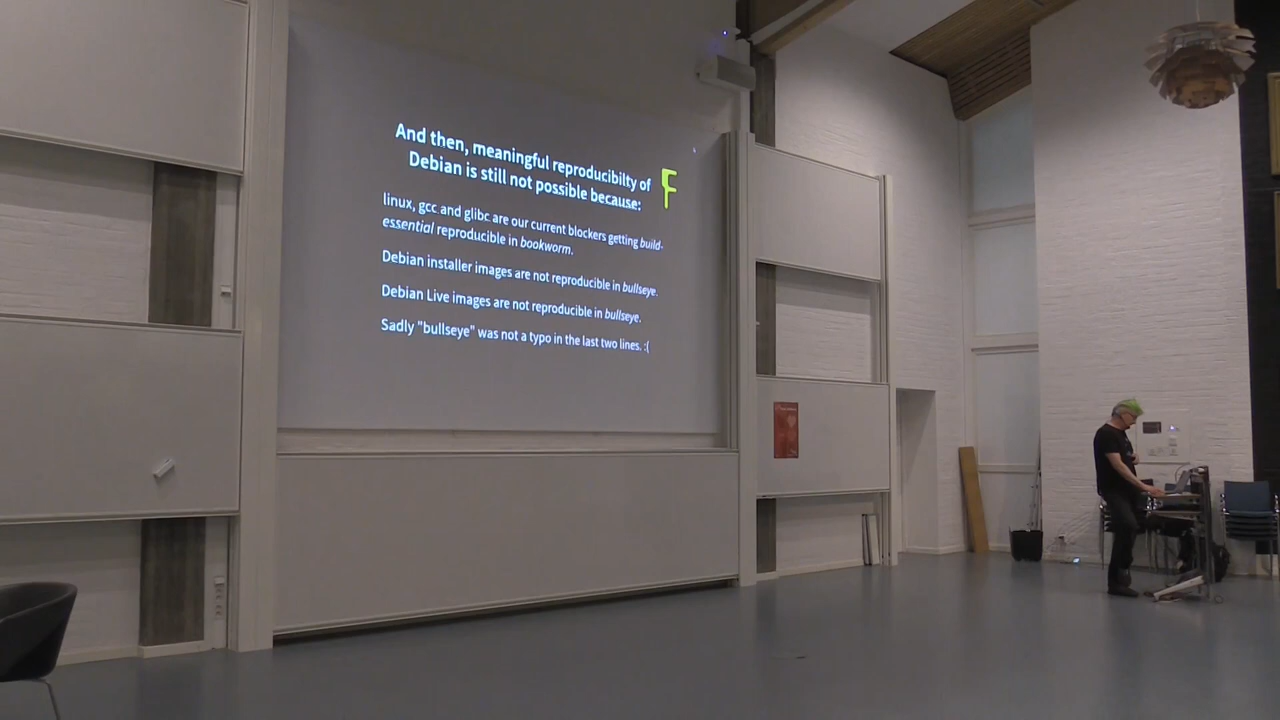 And then, meaningful reproducibilty of
Debian is still not possible because:
linux, gcc and glibc are our current blockers getting build-
essential reproducible in bookworm.
Debian installer images are not reproducible in bullseye.
Debian Live images are not reproducible in bullseye.
Sadly "bullseye" was not a typo in the last two lines. :(